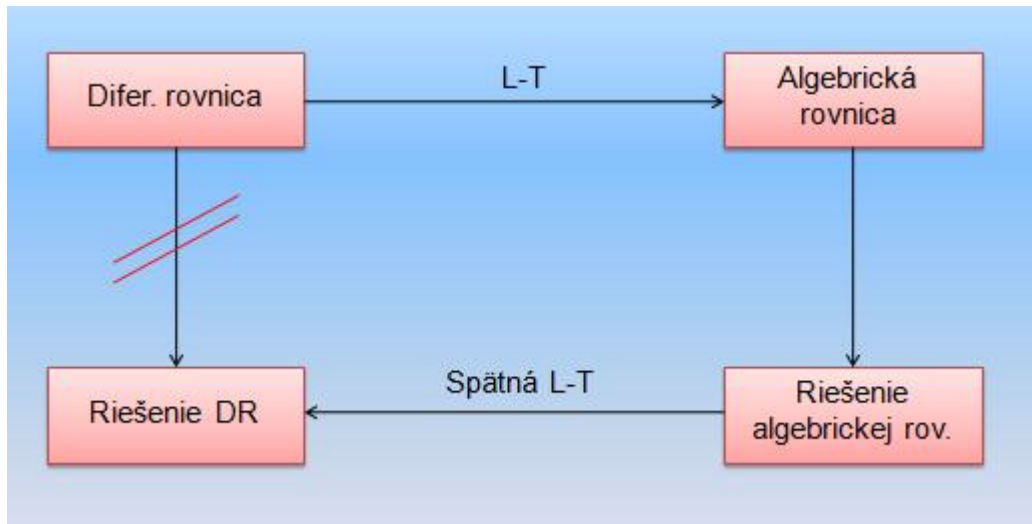 Difer. rovnica
L-T
Algebrická
rovnica
Riešenie DR
Spätná L-T
Riešenie
algebrickej rov.